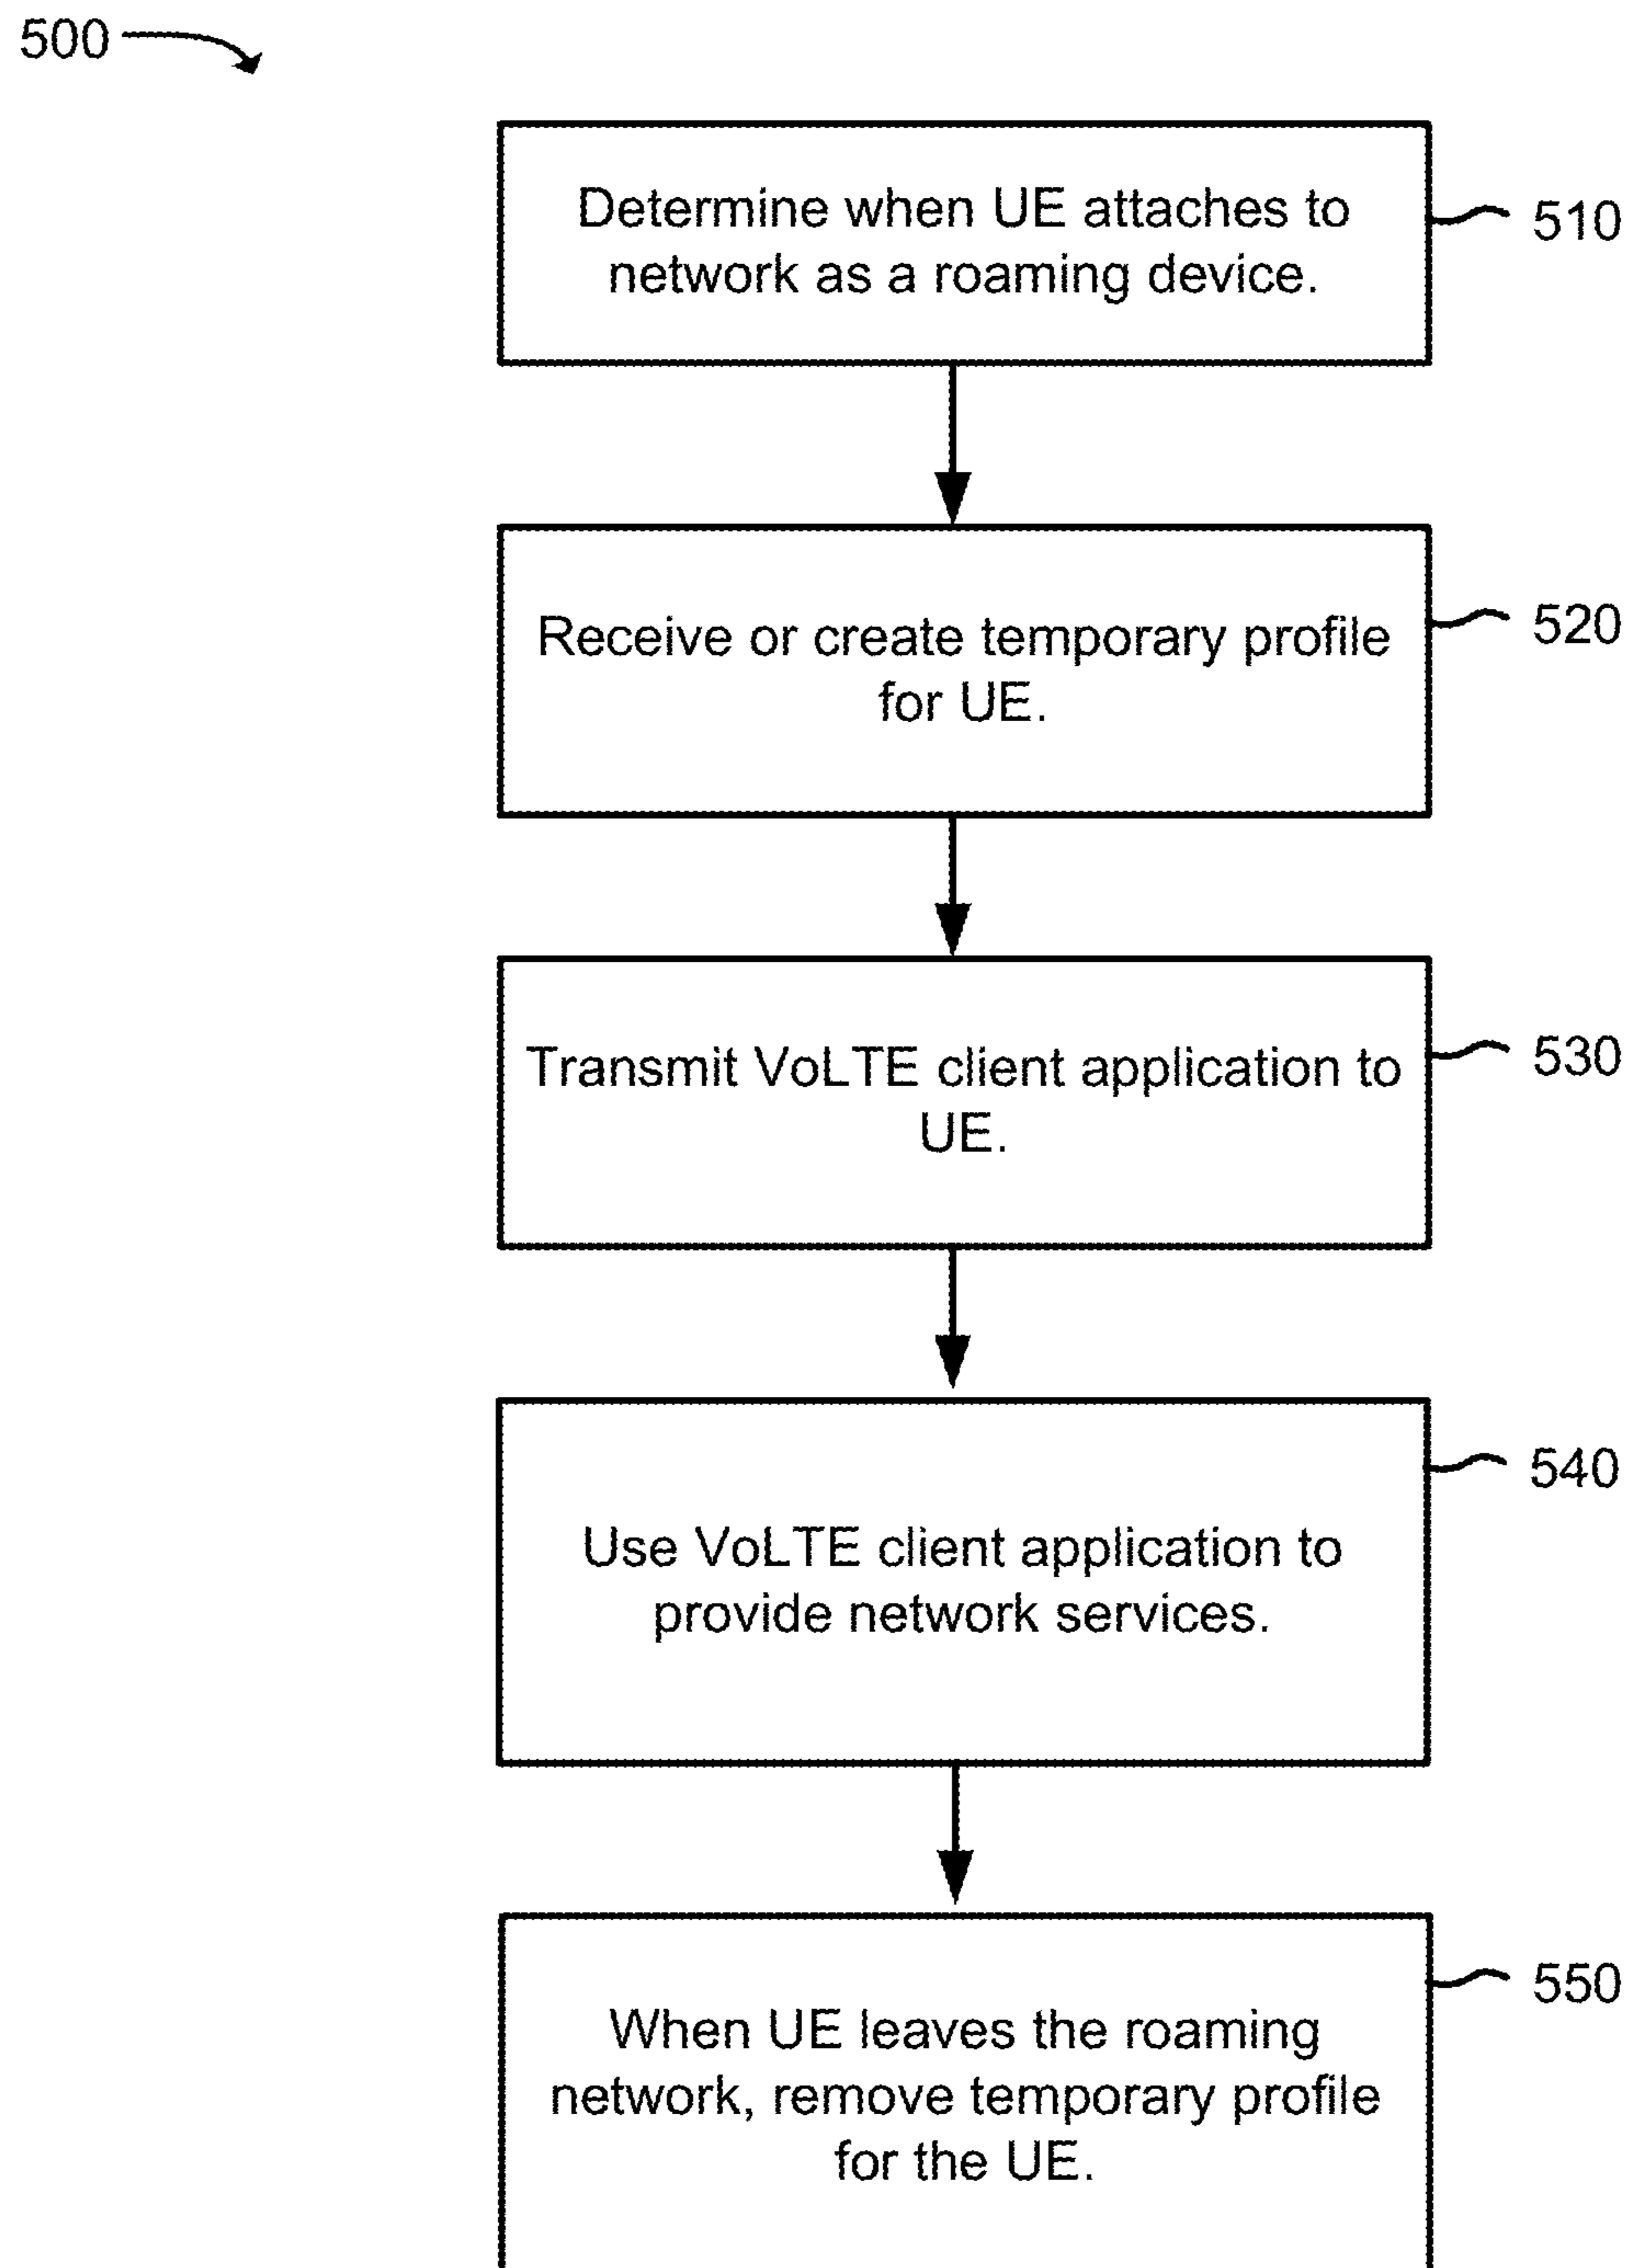 500
Determine when UE attaches to
network as a roaming device.
510
Receive or create temporary profile
for UE.
520
Transmit VoLTE client application to
UE.
530
Use VoLTE client application to
provide network services.
540
When UE leaves the roaming
network, remove temporary profile
for the UE.
550